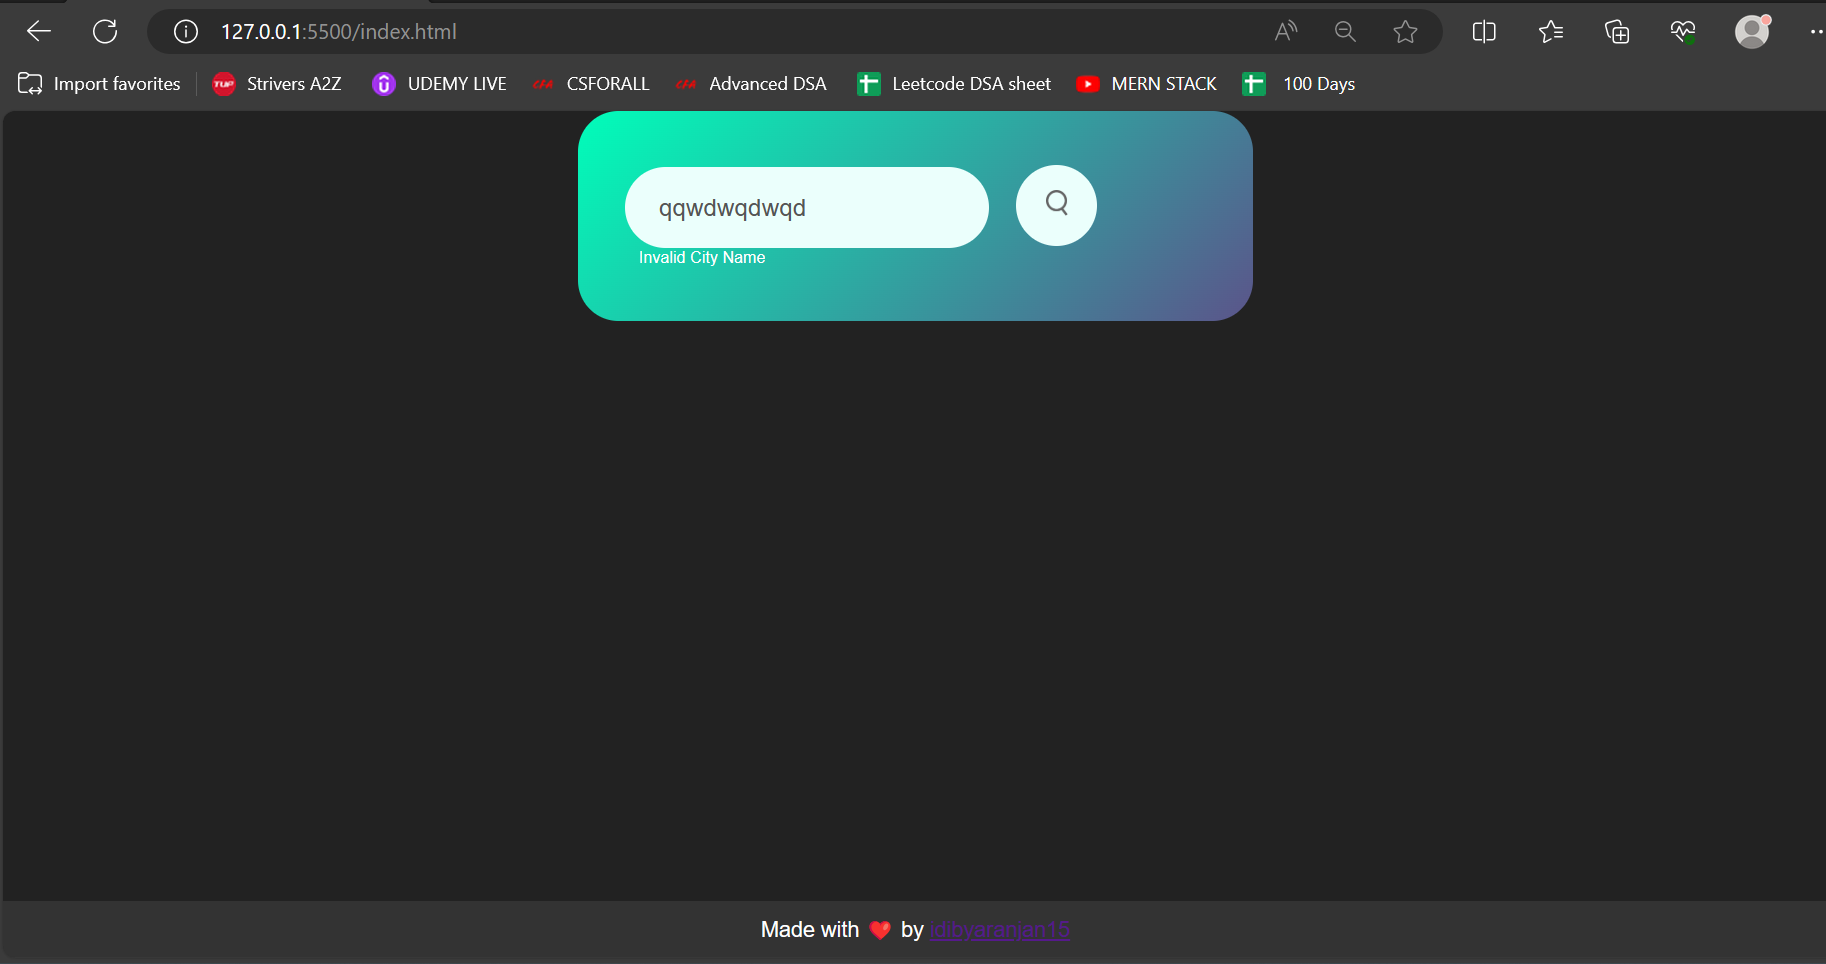 127.0.0.1:5500/index.html
Import favorites Strivers A2Z UDEMY LIVE CSFORALL Advanced DSA Leetcode DSA sheet MERN STACK 100 Days
qqwdwqdwqd
Invalid City Name
Made with ❤️ by idibyaranjan15